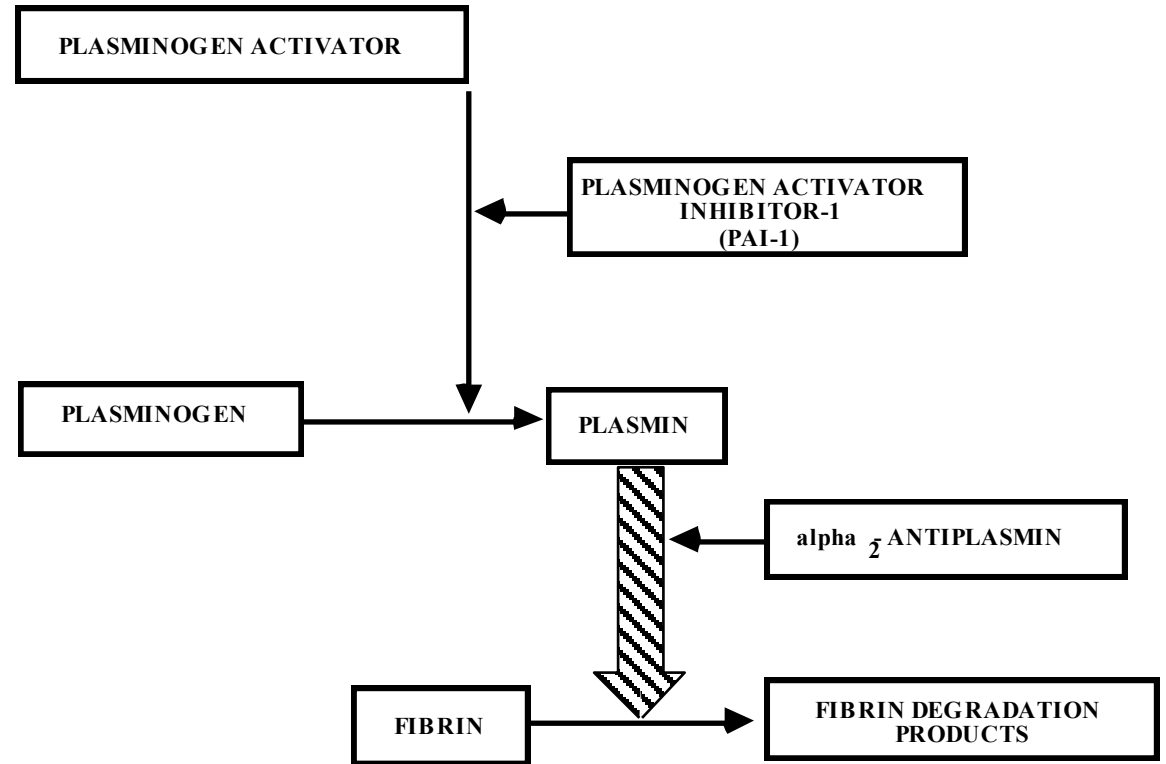 PLASMINOGEN ACTIVATOR
PLASMINOGEN ACTIVATOR
INHIBITOR-1
(PAI-1)
PLASMINOGEN
PLASMIN
alpha 2- ANTIPLASMIN
FIBRIN
FIBRIN DEGRADATION
PRODUCTS